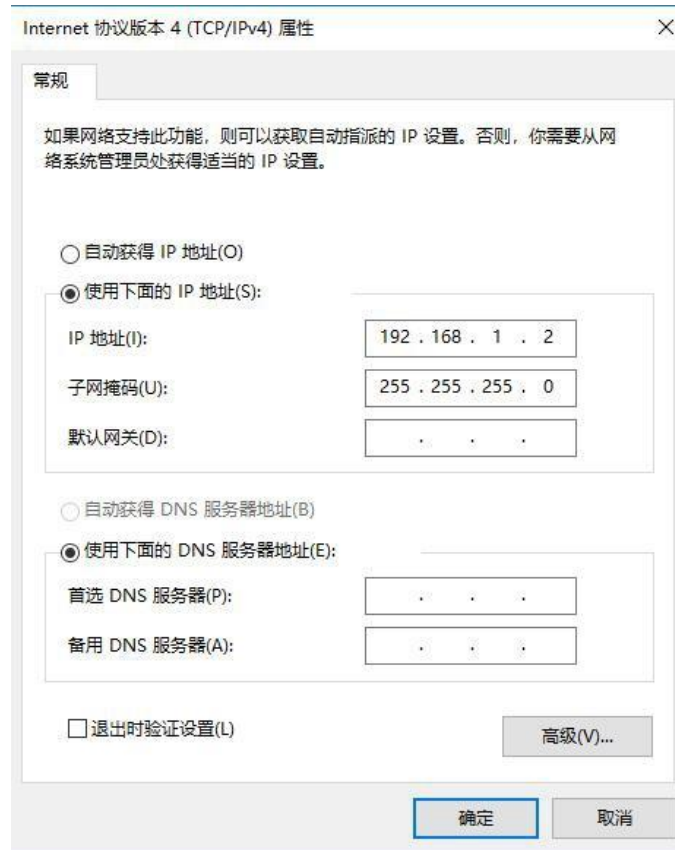 Internet 协议版本 4 (TCP/IPv4) 属性
常规
如果网络支持此功能，则可以获取自动指派的 IP 设置。否则，你需要从网
络系统管理员处获得适当的 IP 设置。
自动获得 IP 地址(O)
使用下面的 IP 地址(S):
IP 地址(I):
192 . 168 . 1 . 2
子网掩码(U):
255 . 255 . 255 . 0
默认网关(D):
. . .
自动获得 DNS 服务器地址(B)
使用下面的 DNS 服务器地址(E):
首选 DNS 服务器(P):
. . .
备用 DNS 服务器(A):
. . .
退出时验证设置(L)
高级(V)...
确定
取消